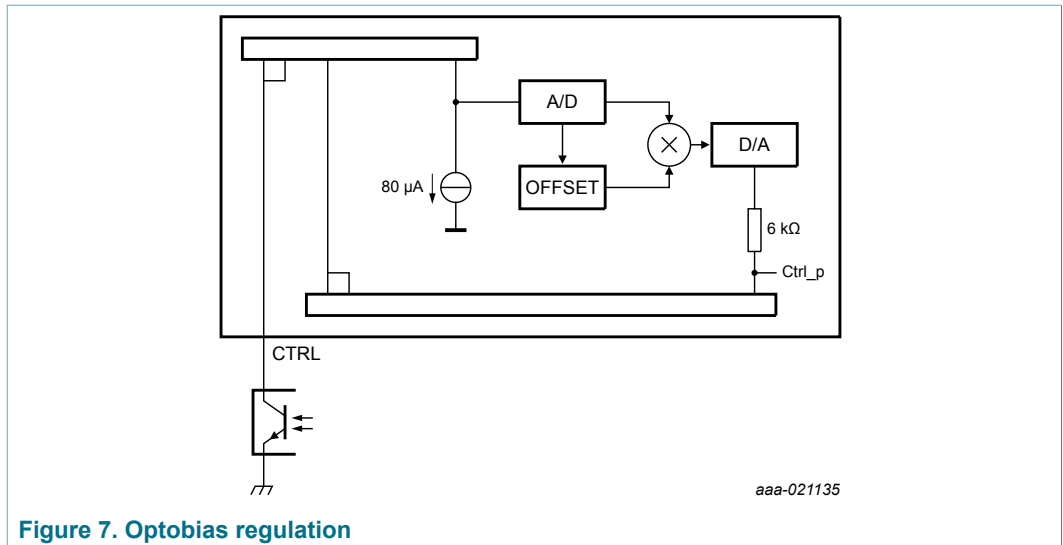 A/D
D/A
80 µA
OFFSET
6 kΩ
Ctrl_p
CTRL
aaa-021135
Figure 7. Optobias regulation